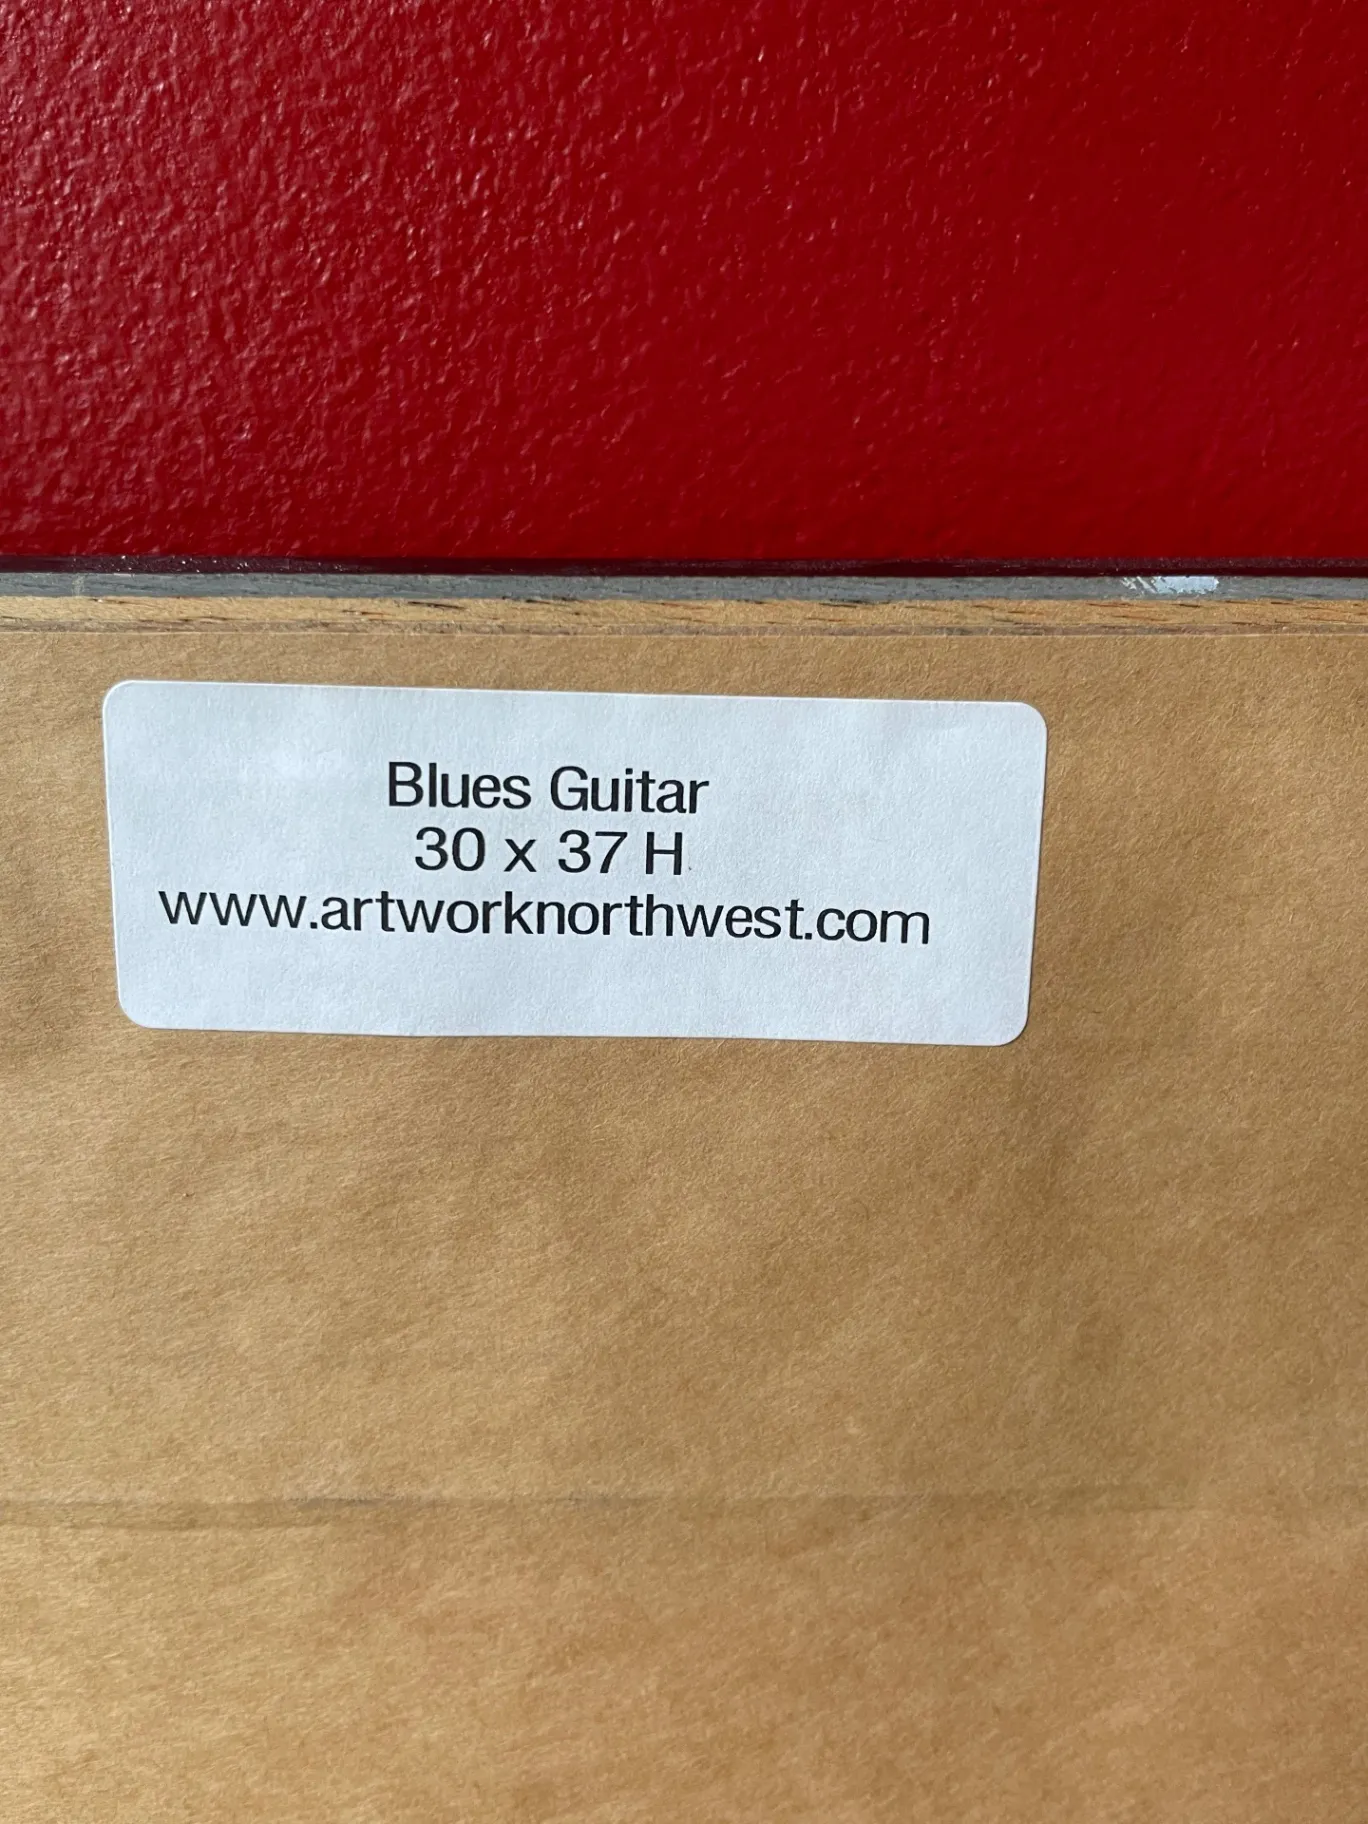 Blues Guitar
30 x 37 H
www.artworknorthwest.com